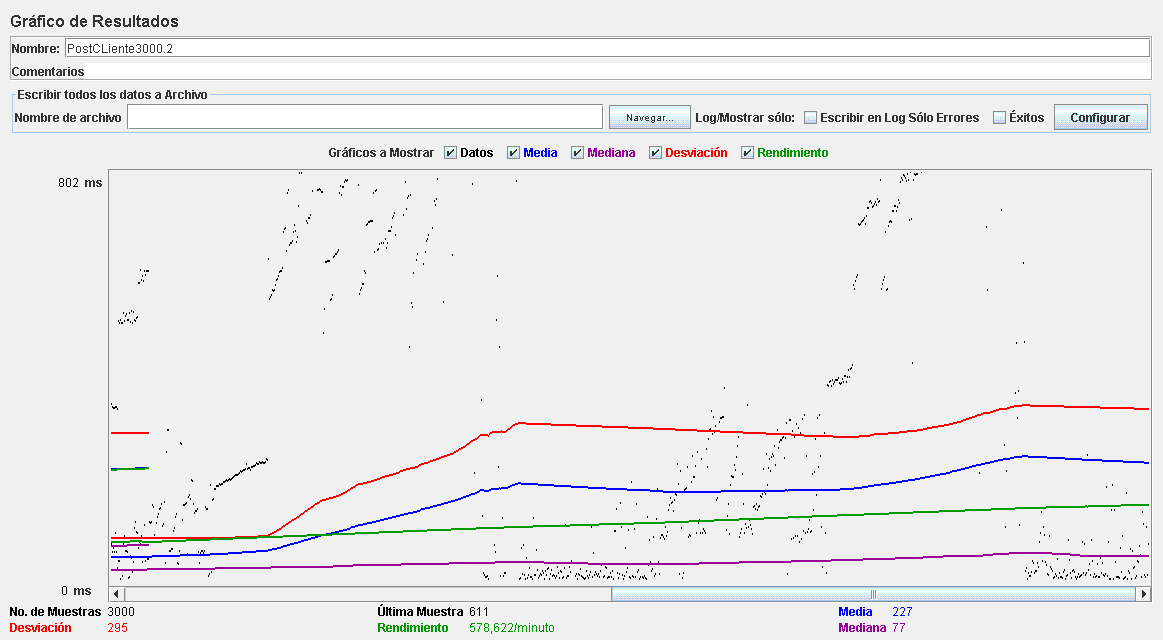 Gráfico de Resultados
Nombre: PostCLiente3000.2
Comentarios
Escribir todos los datos a Archivo
Nombre de archivo Navegar... Log/Mostrar sólo: Escribir en Log Sólo Errores Éxitos Configurar
Gráficos a Mostrar Datos Media Mediana Desviación Rendimiento
802 ms
0 ms
No. de Muestras 3000 Última Muestra 611 Media 227
Desviación 295 Rendimiento 578,622/minuto Mediana 77